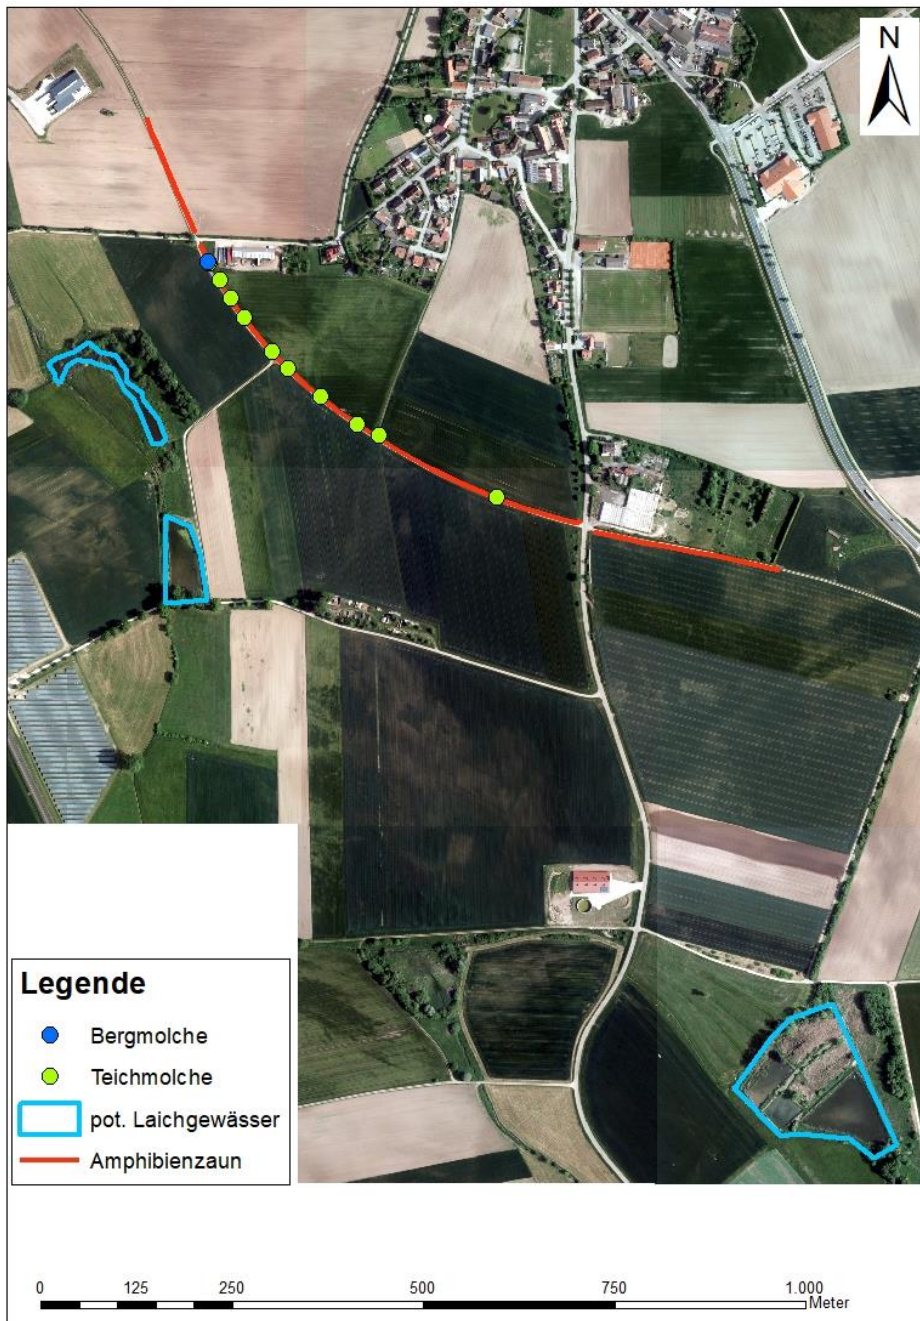 N
Legende
Bergmolche
Teichmolche
pot. Laichgewässer
Amphibienzaun
0 125 250 500 750 1.000
Meter